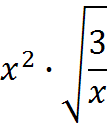 x² · √(3/x)